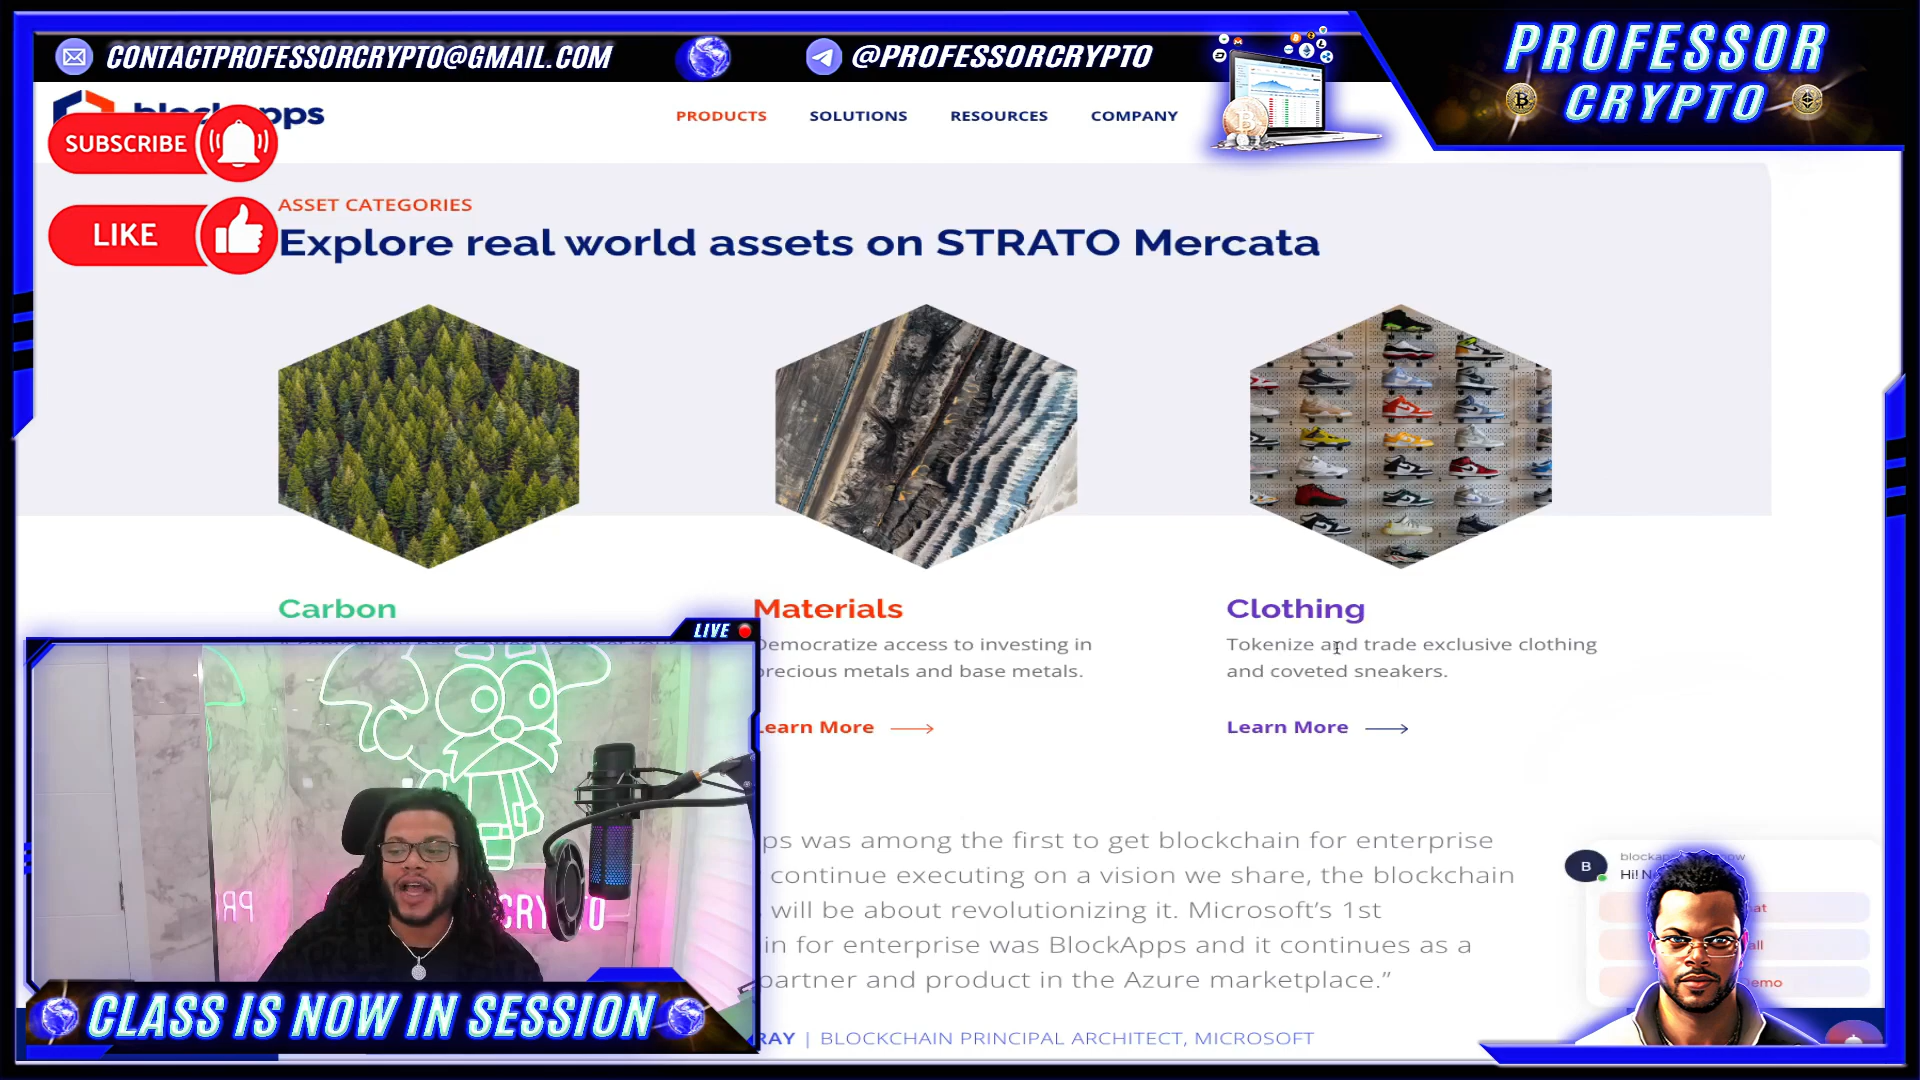 CONTACTPROFESSORCRYPTO@GMAIL.COM
@PROFESSORCRYPTO
PROFESSOR
CRYPTO
PRODUCTS
SOLUTIONS
RESOURCES
COMPANY
SUBSCRIBE
LIKE
ASSET CATEGORIES
Explore real world assets on STRATO Mercata
Carbon
Materials
Democratize access to investing in
precious metals and base metals.
Learn More
Clothing
Tokenize and trade exclusive clothing
and coveted sneakers.
Learn More
LIVE
was among the first to get blockchain for enterprise
continue executing on a vision we share, the blockchain
will be about revolutionizing it. Microsoft's 1st
in for enterprise was BlockApps and it continues as a
partner and product in the Azure marketplace.”
RAY | BLOCKCHAIN PRINCIPAL ARCHITECT, MICROSOFT
B
Hi!
CLASS IS NOW IN SESSION